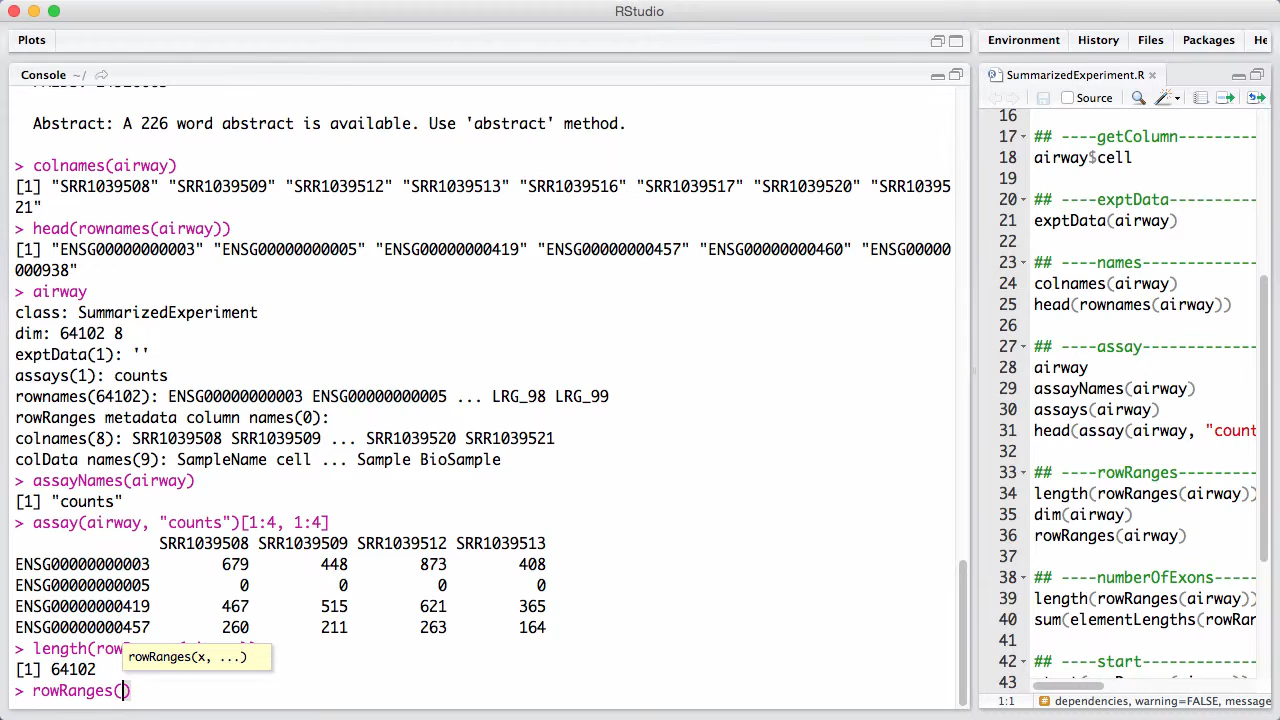 RStudio
Plots
Console ~/
Abstract: A 226 word abstract is available. Use 'abstract' method.
> colnames(airway)
[1] "SRR1039508" "SRR1039509" "SRR1039512" "SRR1039513" "SRR1039516" "SRR1039517" "SRR1039520" "SRR10395
21"
> head(rownames(airway))
[1] "ENSG00000000003" "ENSG00000000005" "ENSG00000000419" "ENSG00000000457" "ENSG00000000460" "ENSG00000
000938"
> airway
class: SummarizedExperiment
dim: 64102 8
exptData(1): ''
assays(1): counts
rownames(64102): ENSG00000000003 ENSG00000000005 ... LRG_98 LRG_99
rowRanges metadata column names(0):
colnames(8): SRR1039508 SRR1039509 ... SRR1039520 SRR1039521
colData names(9): SampleName cell ... Sample BioSample
> assayNames(airway)
[1] "counts"
> assay(airway, "counts")[1:4, 1:4]
SRR1039508 SRR1039509 SRR1039512 SRR1039513
ENSG00000000003 679 448 873 408
ENSG00000000005 0 0 0 0
ENSG00000000419 467 515 621 365
ENSG00000000457 260 211 263 164
> length(row
rowRanges(x, ...)
[1] 64102
> rowRanges()
Environment History Files Packages He
SummarizedExperiment.R
Source
16
17 ## ----getColumn---------
18 airway$cell
19
20 ## ----exptData----------
21 exptData(airway)
22
23 ## ----names-------------
24 colnames(airway)
25 head(rownames(airway))
26
27 ## ----assay-------------
28 airway
29 assayNames(airway)
30 assays(airway)
31 head(assay(airway, "count
32
33 ## ----rowRanges---------
34 length(rowRanges(airway))
35 dim(airway)
36 rowRanges(airway)
37
38 ## ----numberOfExons-----
39 length(rowRanges(airway))
40 sum(elementLengths(rowRar
41
42 ## ----start-------------
43
1:1 # dependencies, warning=FALSE, message